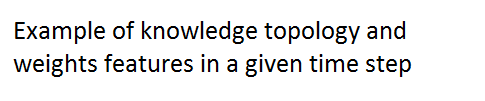 Example of knowledge topology and
weights features in a given time step